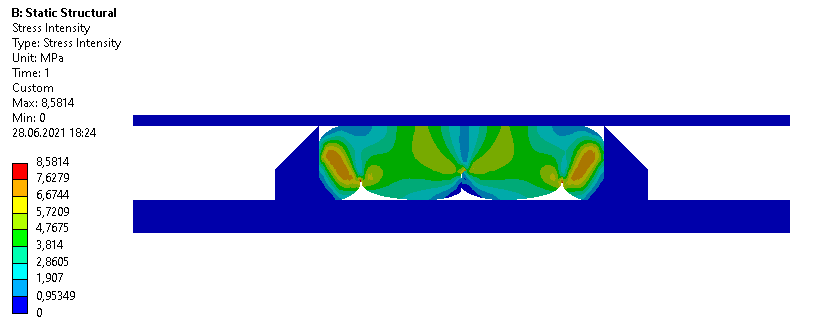 B: Static Structural
Stress Intensity
Type: Stress Intensity
Unit: MPa
Time: 1
Custom
Max: 8,5814
Min: 0
28.06.2021 18:24
8,5814
7,6279
6,6744
5,7209
4,7675
3,814
2,8605
1,907
0,95349
0